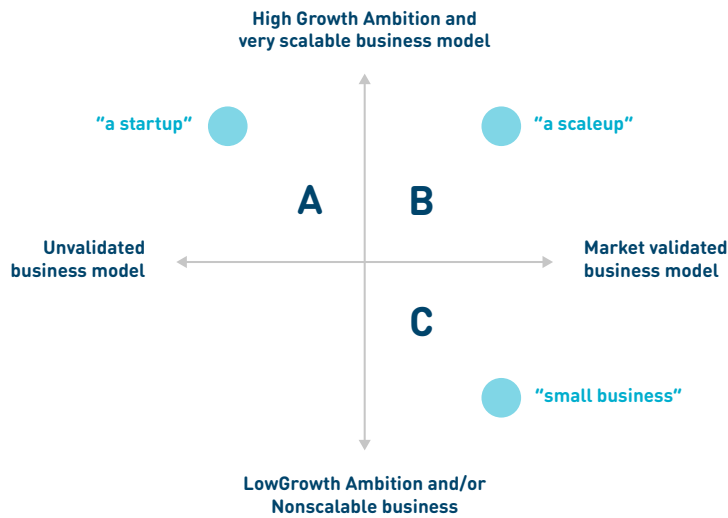 High Growth Ambition and
very scalable business model
"a startup"
"a scaleup"
A
B
Unvalidated
business model
Market validated
business model
C
"small business"
LowGrowth Ambition and/or
Nonscalable business